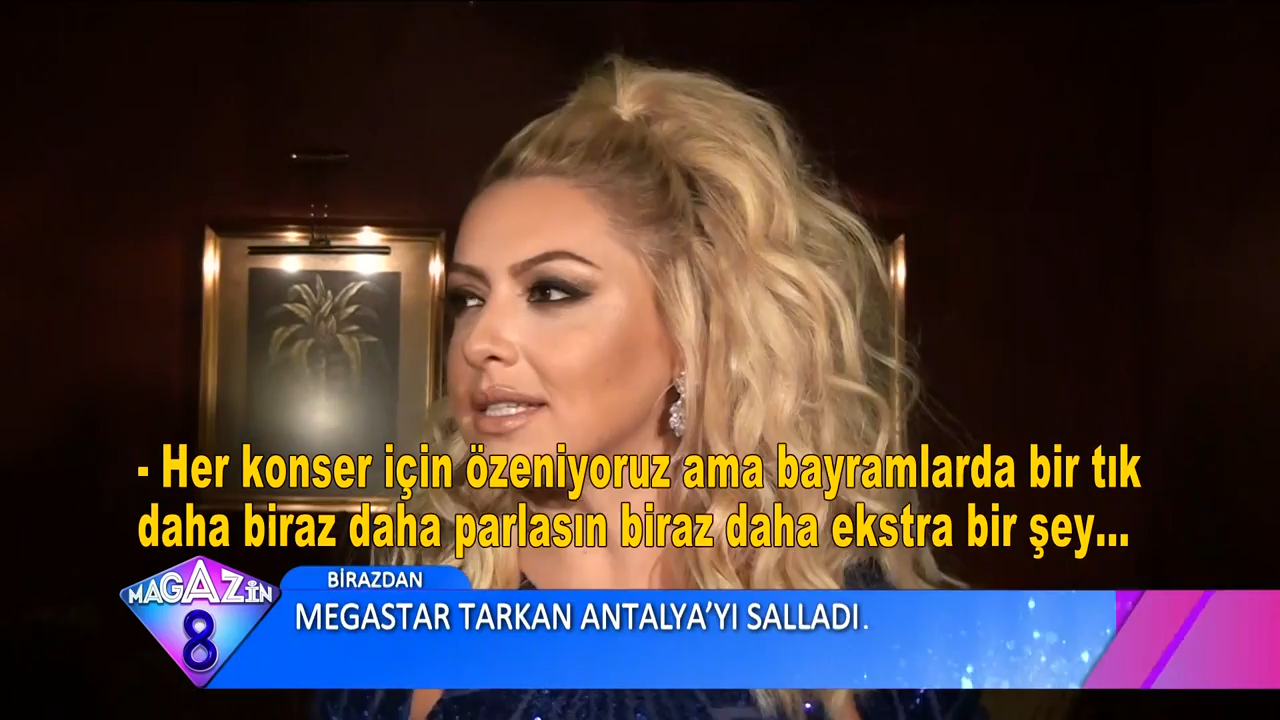 - Her konser için özeniyoruz ama bayramlarda bir tık
daha biraz daha parlasın biraz daha ekstra bir şey...
MAGAZİN
8
BİRAZDAN
MEGASTAR TARKAN ANTALYA'YI SALLADI.